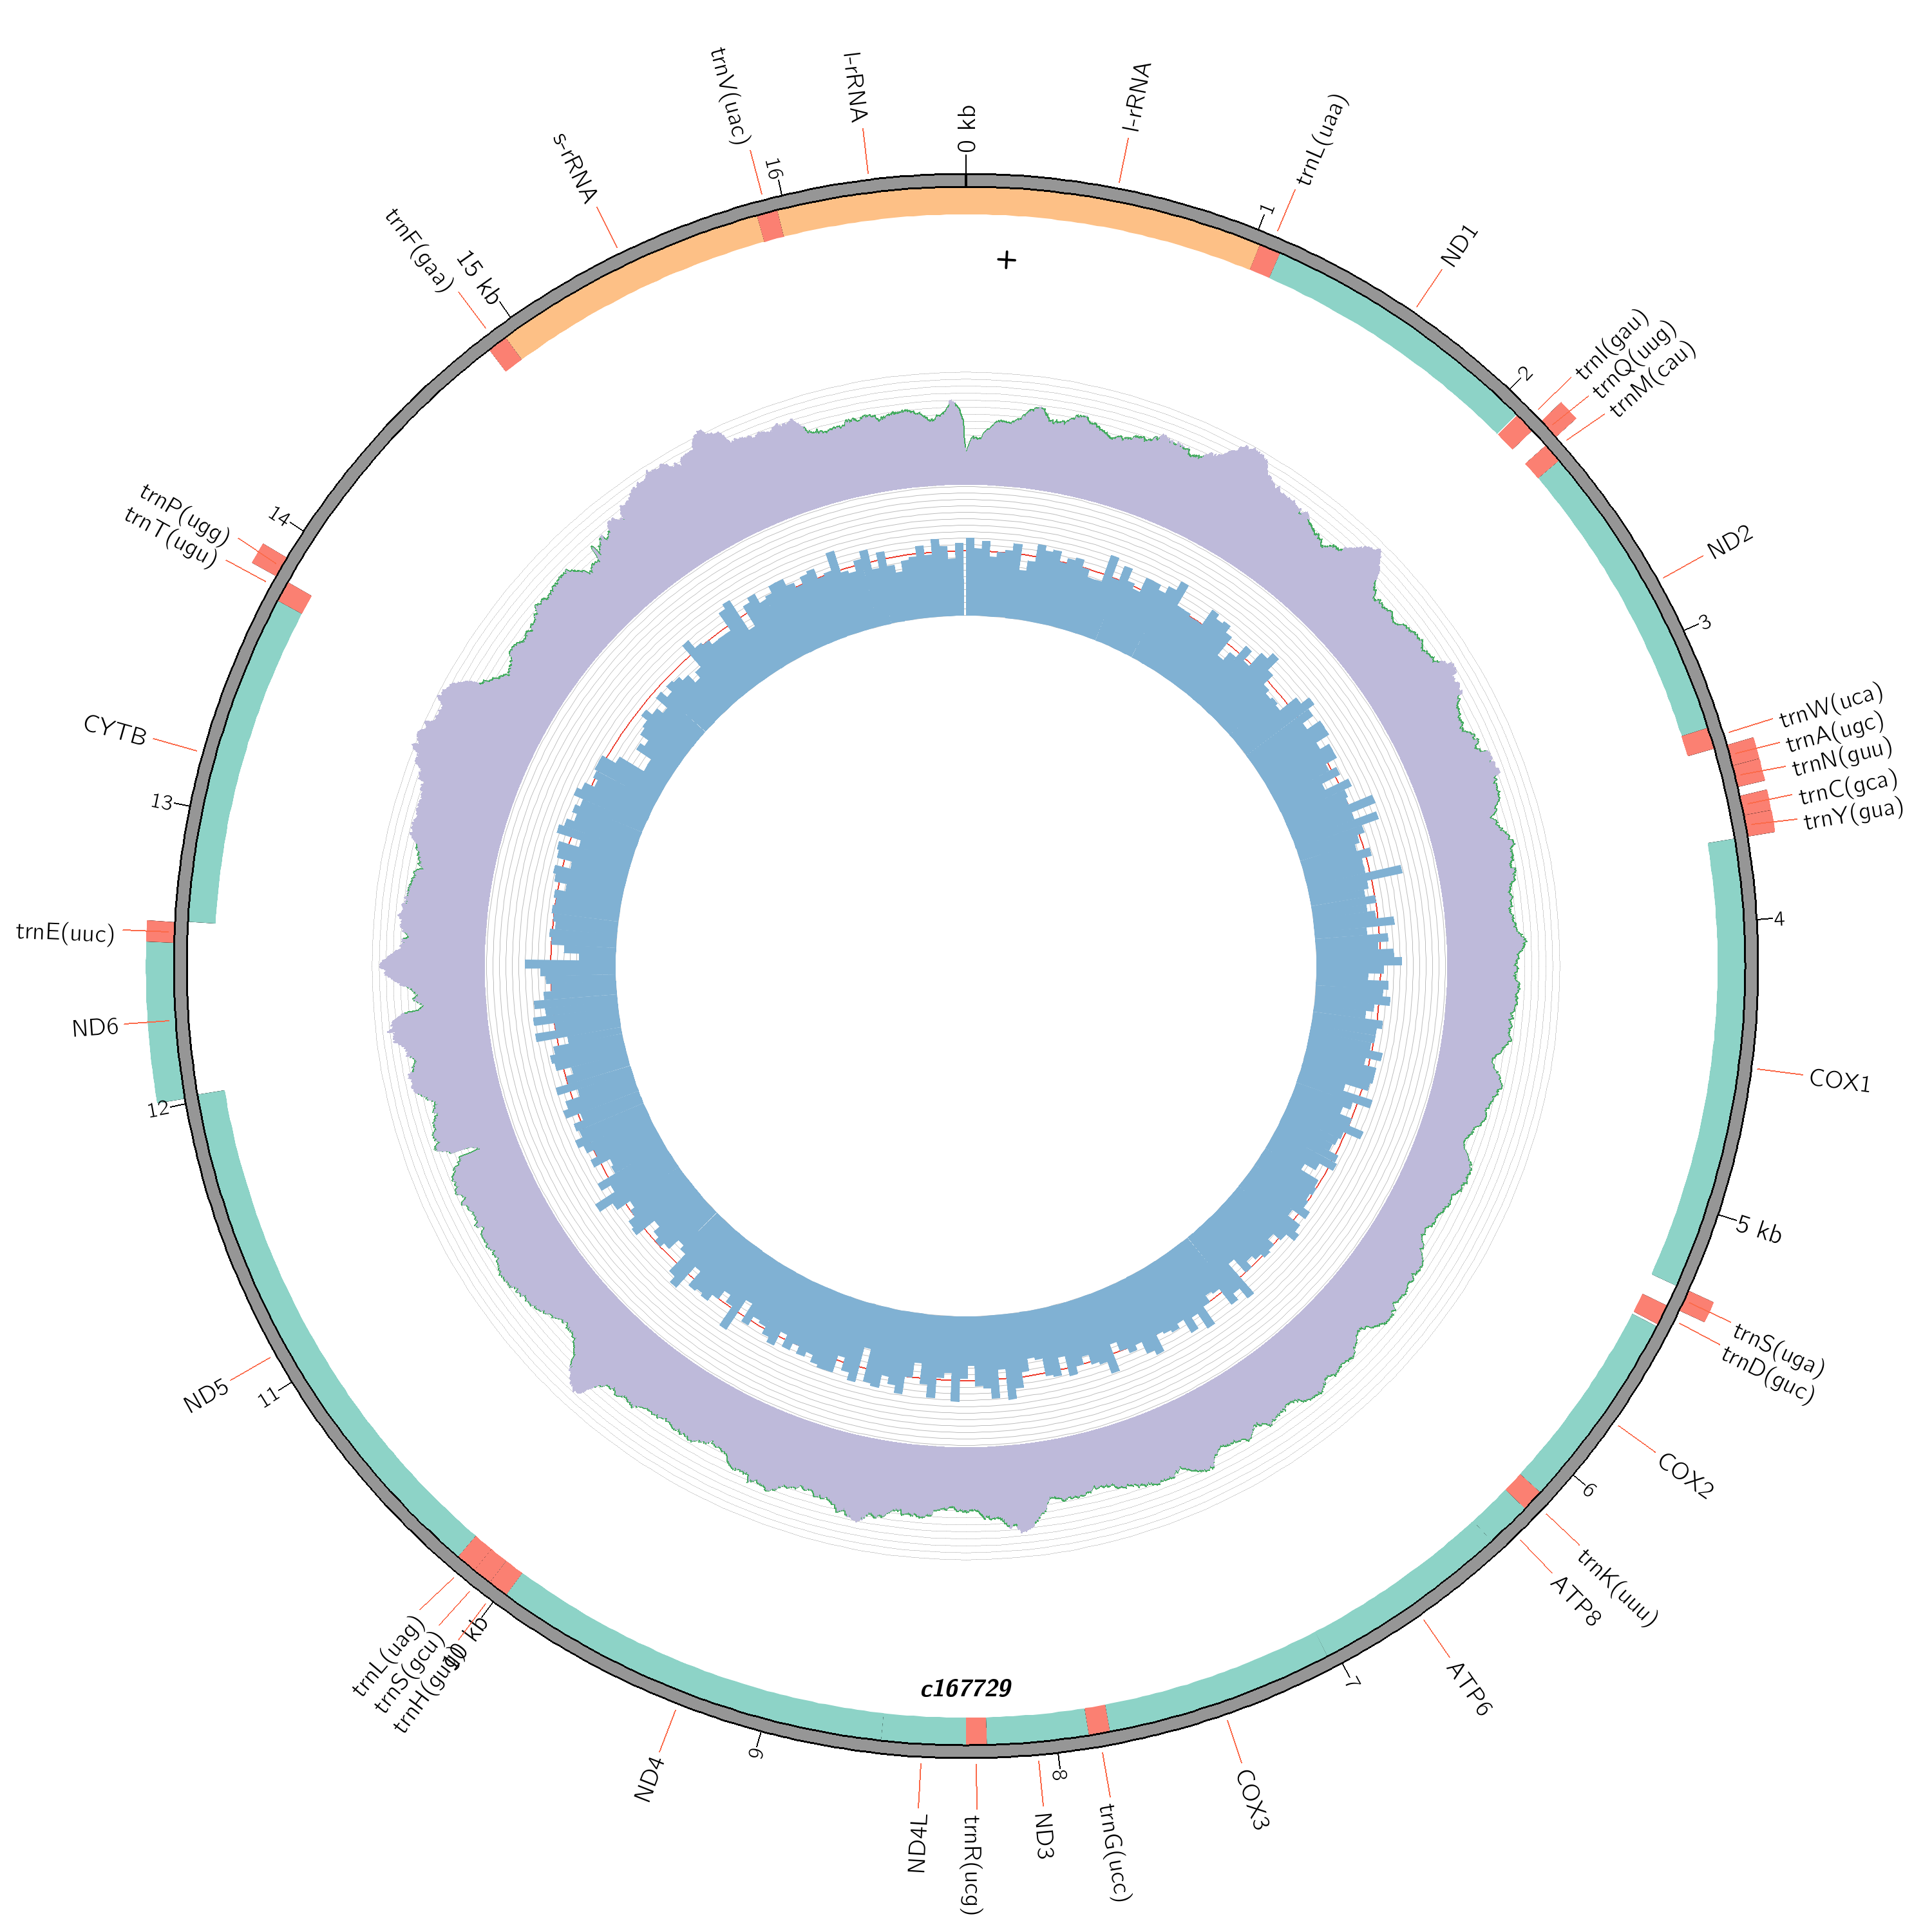 0 kb
l-rRNA
trnL(uaa)
1
ND1
2
trnI(gau)
trnQ(uug)
trnM(cau)
ND2
3
trnW(uca)
trnA(ugc)
trnN(guu)
trnC(gca)
trnY(gua)
4
COX1
5 kb
trnS(uga)
trnD(guc)
COX2
6
trnK(uuu)
ATP8
ATP6
7
COX3
trnG(ucc)
8
ND3
trnR(ucg)
ND4L
9
ND4
10 kb
trnH(gug)
trnS(gcu)
trnL(uag)
11
ND5
12
ND6
trnE(uuc)
13
CYTB
trnT(ugu)
trnP(ugg)
14
trnF(gaa)
15 kb
s-rRNA
trnV(uac)
16
l-rRNA
+
c167729